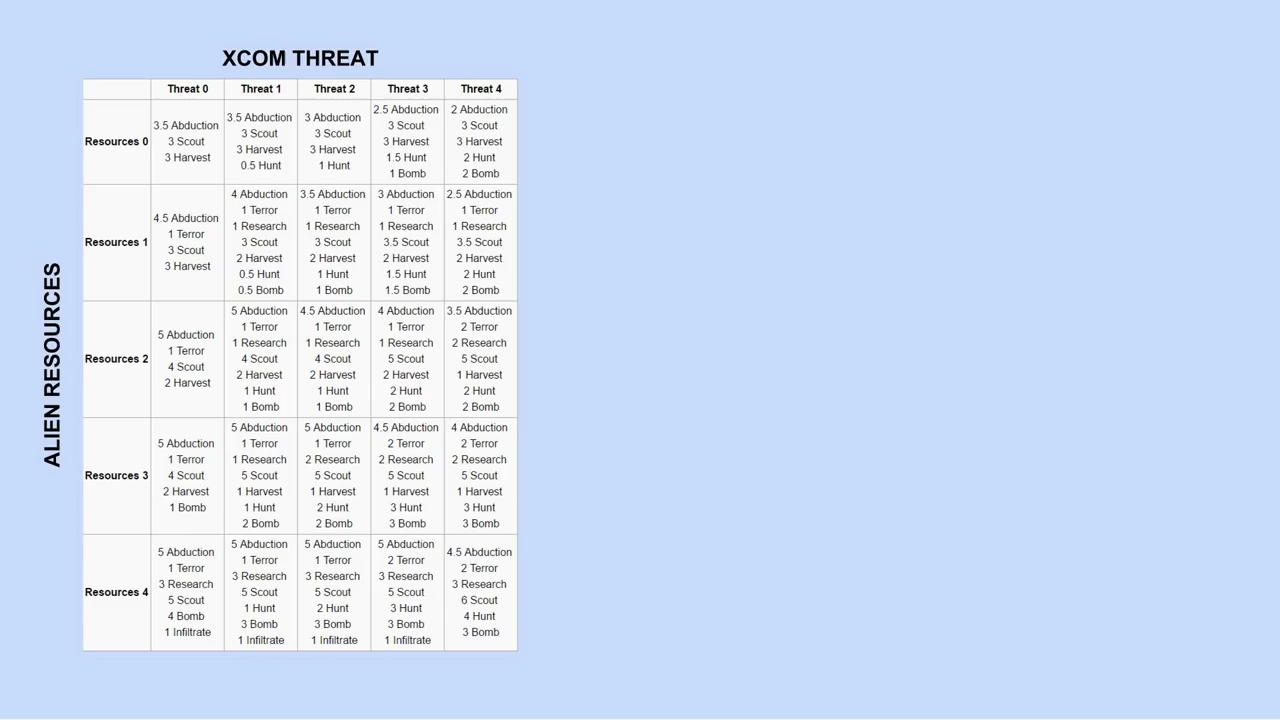 XCOM THREAT
ALIEN RESOURCES
Threat 0
Threat 1
Threat 2
Threat 3
Threat 4
Resources 0
3.5 Abduction
3 Scout
3 Harvest
3.5 Abduction
3 Scout
3 Harvest
0.5 Hunt
3 Abduction
3 Scout
3 Harvest
1 Hunt
2.5 Abduction
3 Scout
3 Harvest
1.5 Hunt
1 Bomb
2 Abduction
3 Scout
3 Harvest
2 Hunt
2 Bomb
Resources 1
4.5 Abduction
1 Terror
3 Scout
3 Harvest
4 Abduction
1 Terror
1 Research
3 Scout
2 Harvest
0.5 Hunt
0.5 Bomb
3.5 Abduction
1 Terror
1 Research
3 Scout
2 Harvest
1 Hunt
1 Bomb
3 Abduction
1 Terror
1 Research
3.5 Scout
2 Harvest
1.5 Hunt
1.5 Bomb
2.5 Abduction
1 Terror
1 Research
3.5 Scout
2 Harvest
2 Hunt
2 Bomb
Resources 2
5 Abduction
1 Terror
4 Scout
2 Harvest
5 Abduction
1 Terror
1 Research
4 Scout
2 Harvest
1 Hunt
1 Bomb
4.5 Abduction
1 Terror
1 Research
4 Scout
2 Harvest
1 Hunt
1 Bomb
4 Abduction
1 Terror
1 Research
5 Scout
2 Harvest
2 Hunt
2 Bomb
3.5 Abduction
2 Terror
2 Research
5 Scout
1 Harvest
2 Hunt
2 Bomb
Resources 3
5 Abduction
1 Terror
4 Scout
2 Harvest
1 Bomb
5 Abduction
1 Terror
1 Research
5 Scout
1 Harvest
1 Hunt
2 Bomb
5 Abduction
1 Terror
2 Research
5 Scout
1 Harvest
2 Hunt
2 Bomb
4.5 Abduction
2 Terror
2 Research
5 Scout
1 Harvest
3 Hunt
3 Bomb
4 Abduction
2 Terror
2 Research
5 Scout
1 Harvest
3 Hunt
3 Bomb
Resources 4
5 Abduction
1 Terror
3 Research
5 Scout
4 Bomb
1 Infiltrate
5 Abduction
1 Terror
3 Research
5 Scout
1 Hunt
3 Bomb
1 Infiltrate
5 Abduction
1 Terror
3 Research
5 Scout
2 Hunt
3 Bomb
1 Infiltrate
5 Abduction
2 Terror
3 Research
5 Scout
3 Hunt
3 Bomb
1 Infiltrate
4.5 Abduction
2 Terror
3 Research
6 Scout
4 Hunt
3 Bomb